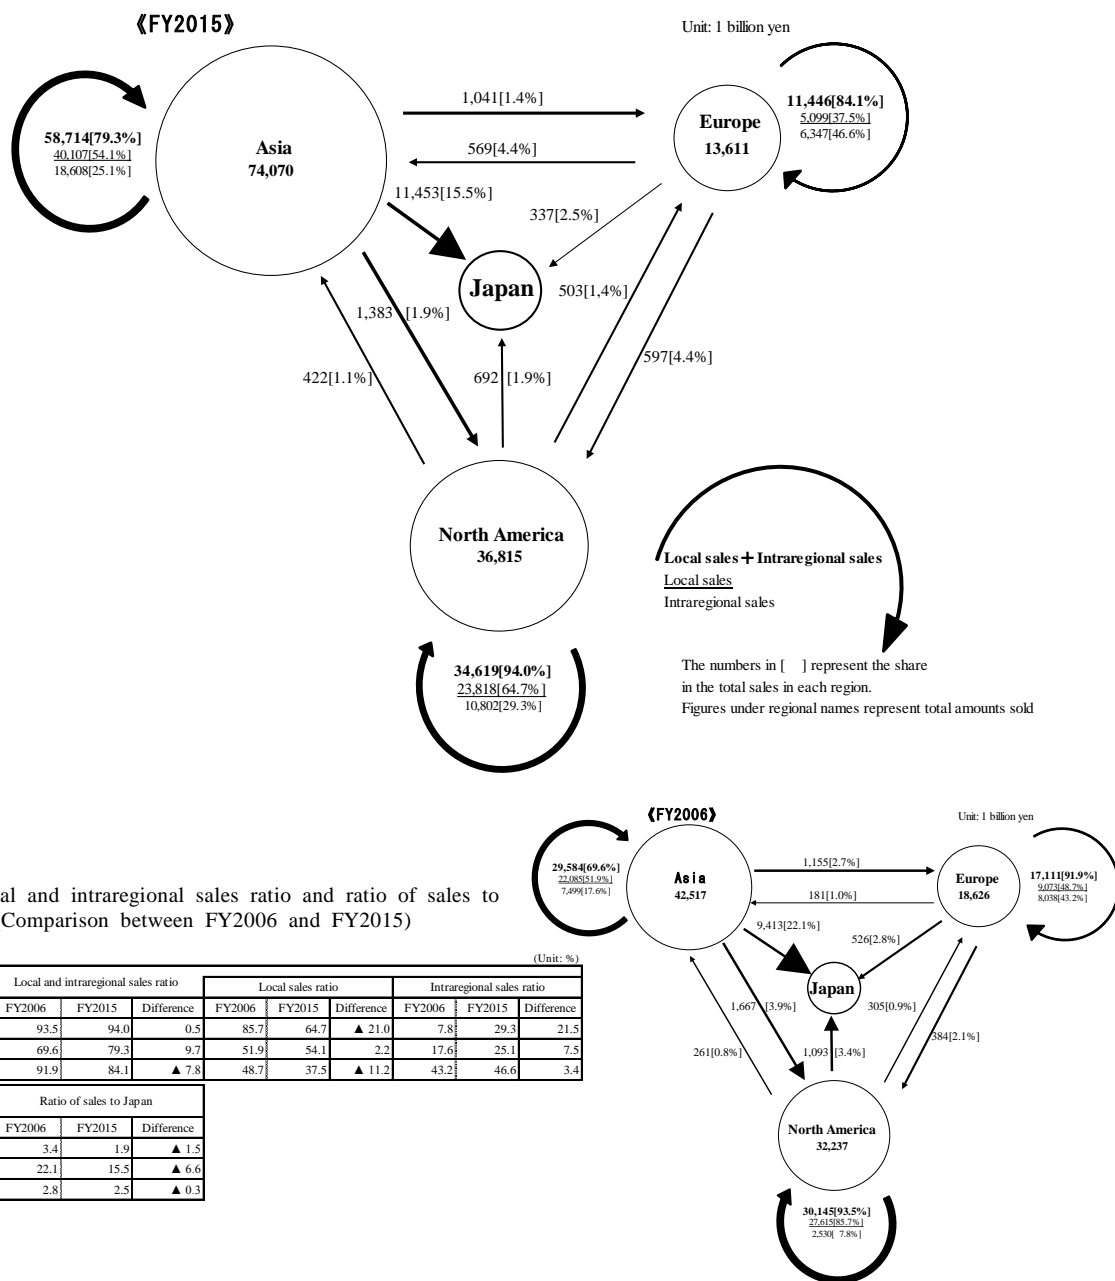 《FY2015》
Unit: 1 billion yen
1,041[1.4%]
11,446[84.1%]
5,099[37.5%]
6,347[46.6%]
Europe
13,611
58,714[79.3%]
40,107[54.1%]
18,608[25.1%]
Asia
74,070
569[4.4%]
11,453[15.5%]
337[2.5%]
Japan
503[1,4%]
1,383 [1.9%]
597[4.4%]
422[1.1%]
692 [1.9%]
North America
36,815
Local sales＋Intraregional sales
Local sales
Intraregional sales
34,619[94.0%]
23,818[64.7%]
10,802[29.3%]
The numbers in [ ] represent the share
in the total sales in each region.
Figures under regional names represent total amounts sold
《FY2006》
Unit: 1 billion yen
29,584[69.6%]
22,085[51.9%]
7,499[17.6%]
Asia
42,517
1,155[2.7%]
Europe
18,626
17,111[91.9%]
9,073[48.7%]
8,038[43.2%]
181[1.0%]
9,413[22.1%]
526[2.8%]
Japan
1,667 [3.9%]
305[0.9%]
384[2.1%]
261[0.8%]
1,093 [3.4%]
North America
32,237
30,145[93.5%]
27,615[85.7%]
2,530[ 7.8%]
al and intraregional sales ratio and ratio of sales to
Comparison between FY2006 and FY2015)
(Unit: %)
Local and intraregional sales ratio Local sales ratio Intraregional sales ratio
FY2006 FY2015 Difference FY2006 FY2015 Difference FY2006 FY2015 Difference
93.5 94.0 0.5 85.7 64.7 ▲ 21.0 7.8 29.3 21.5
69.6 79.3 9.7 51.9 54.1 2.2 17.6 25.1 7.5
91.9 84.1 ▲ 7.8 48.7 37.5 ▲ 11.2 43.2 46.6 3.4
Ratio of sales to Japan
FY2006 FY2015 Difference
3.4 1.9 ▲ 1.5
22.1 15.5 ▲ 6.6
2.8 2.5 ▲ 0.3